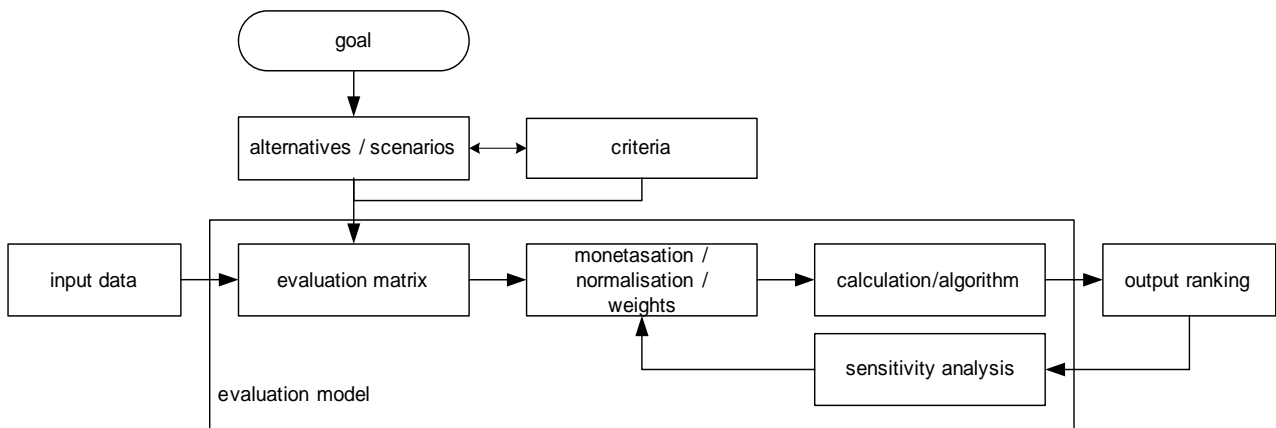 goal
alternatives / scenarios
criteria
input data
evaluation matrix
monetasation /
normalisation /
weights
calculation/algorithm
output ranking
sensitivity analysis
evaluation model